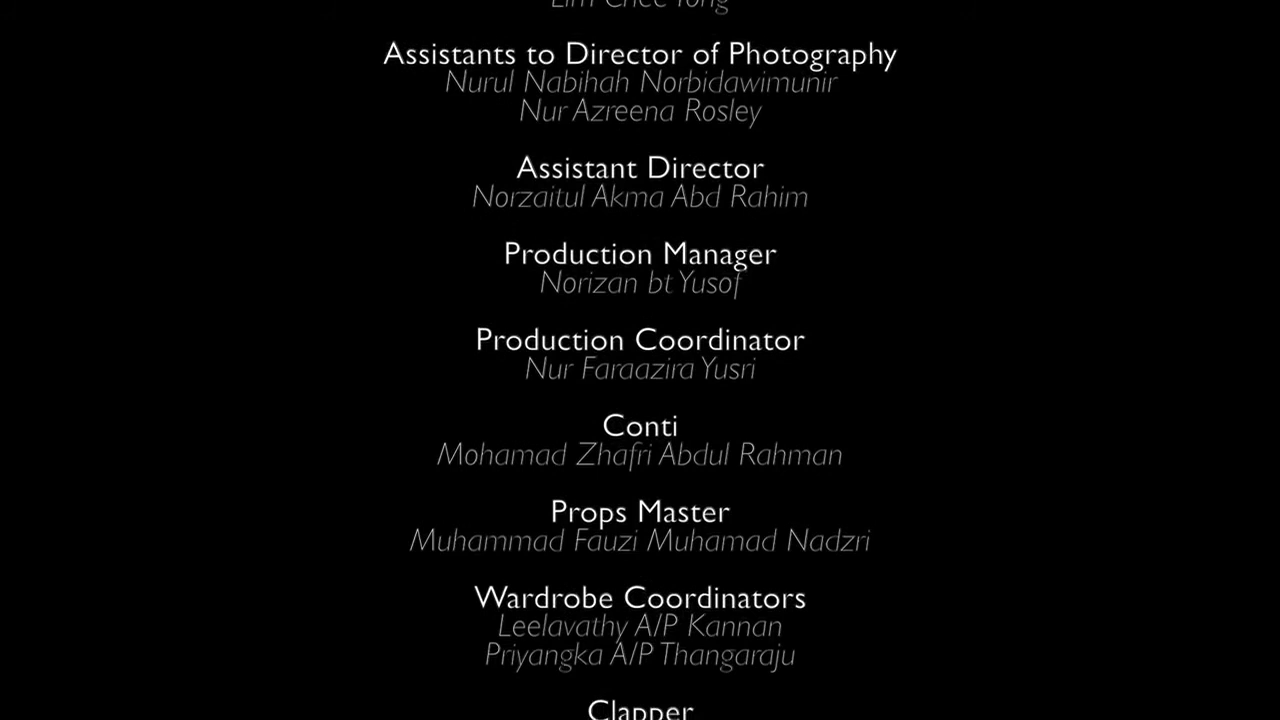 Lim Chee Yong
Assistants to Director of Photography
Nurul Nabihah Norbidawimunir
Nur Azreena Rosley
Assistant Director
Norzaitul Akma Abd Rahim
Production Manager
Norizan bt Yusof
Production Coordinator
Nur Faraazira Yusri
Conti
Mohamad Zhafri Abdul Rahman
Props Master
Muhammad Fauzi Muhamad Nadzri
Wardrobe Coordinators
Leelavathy A/P Kannan
Priyangka A/P Thangaraju
Clapper